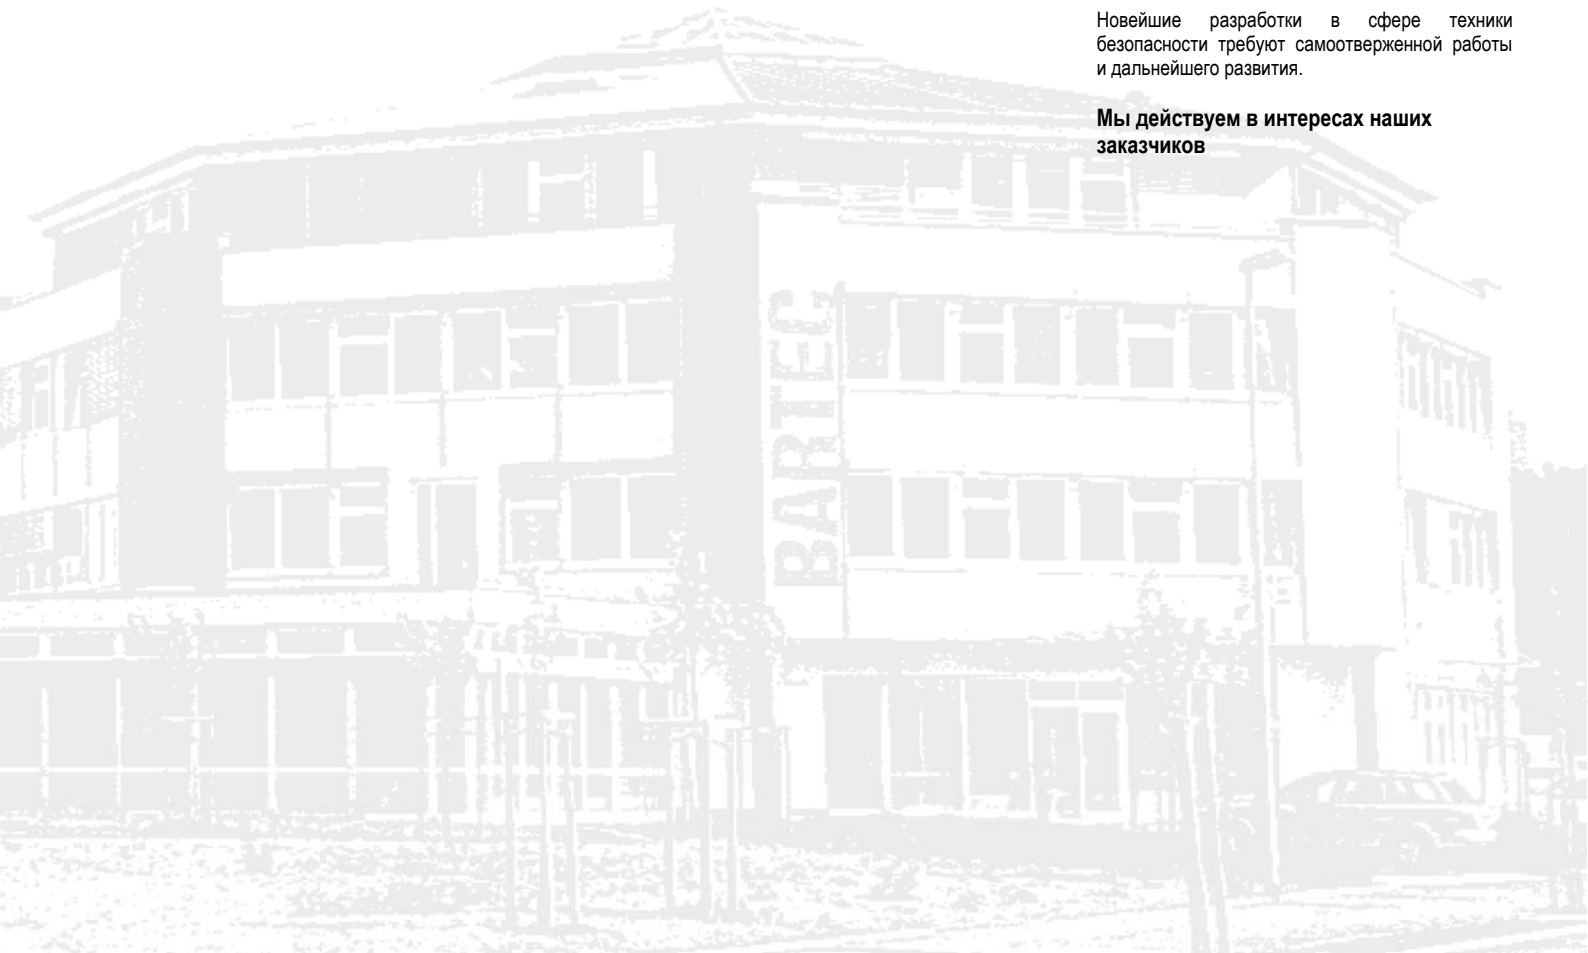 Новейшие разработки в сфере техники
безопасности требуют самоотверженной работы
и дальнейшего развития.
Мы действуем в интересах наших
заказчиков
BARTEC